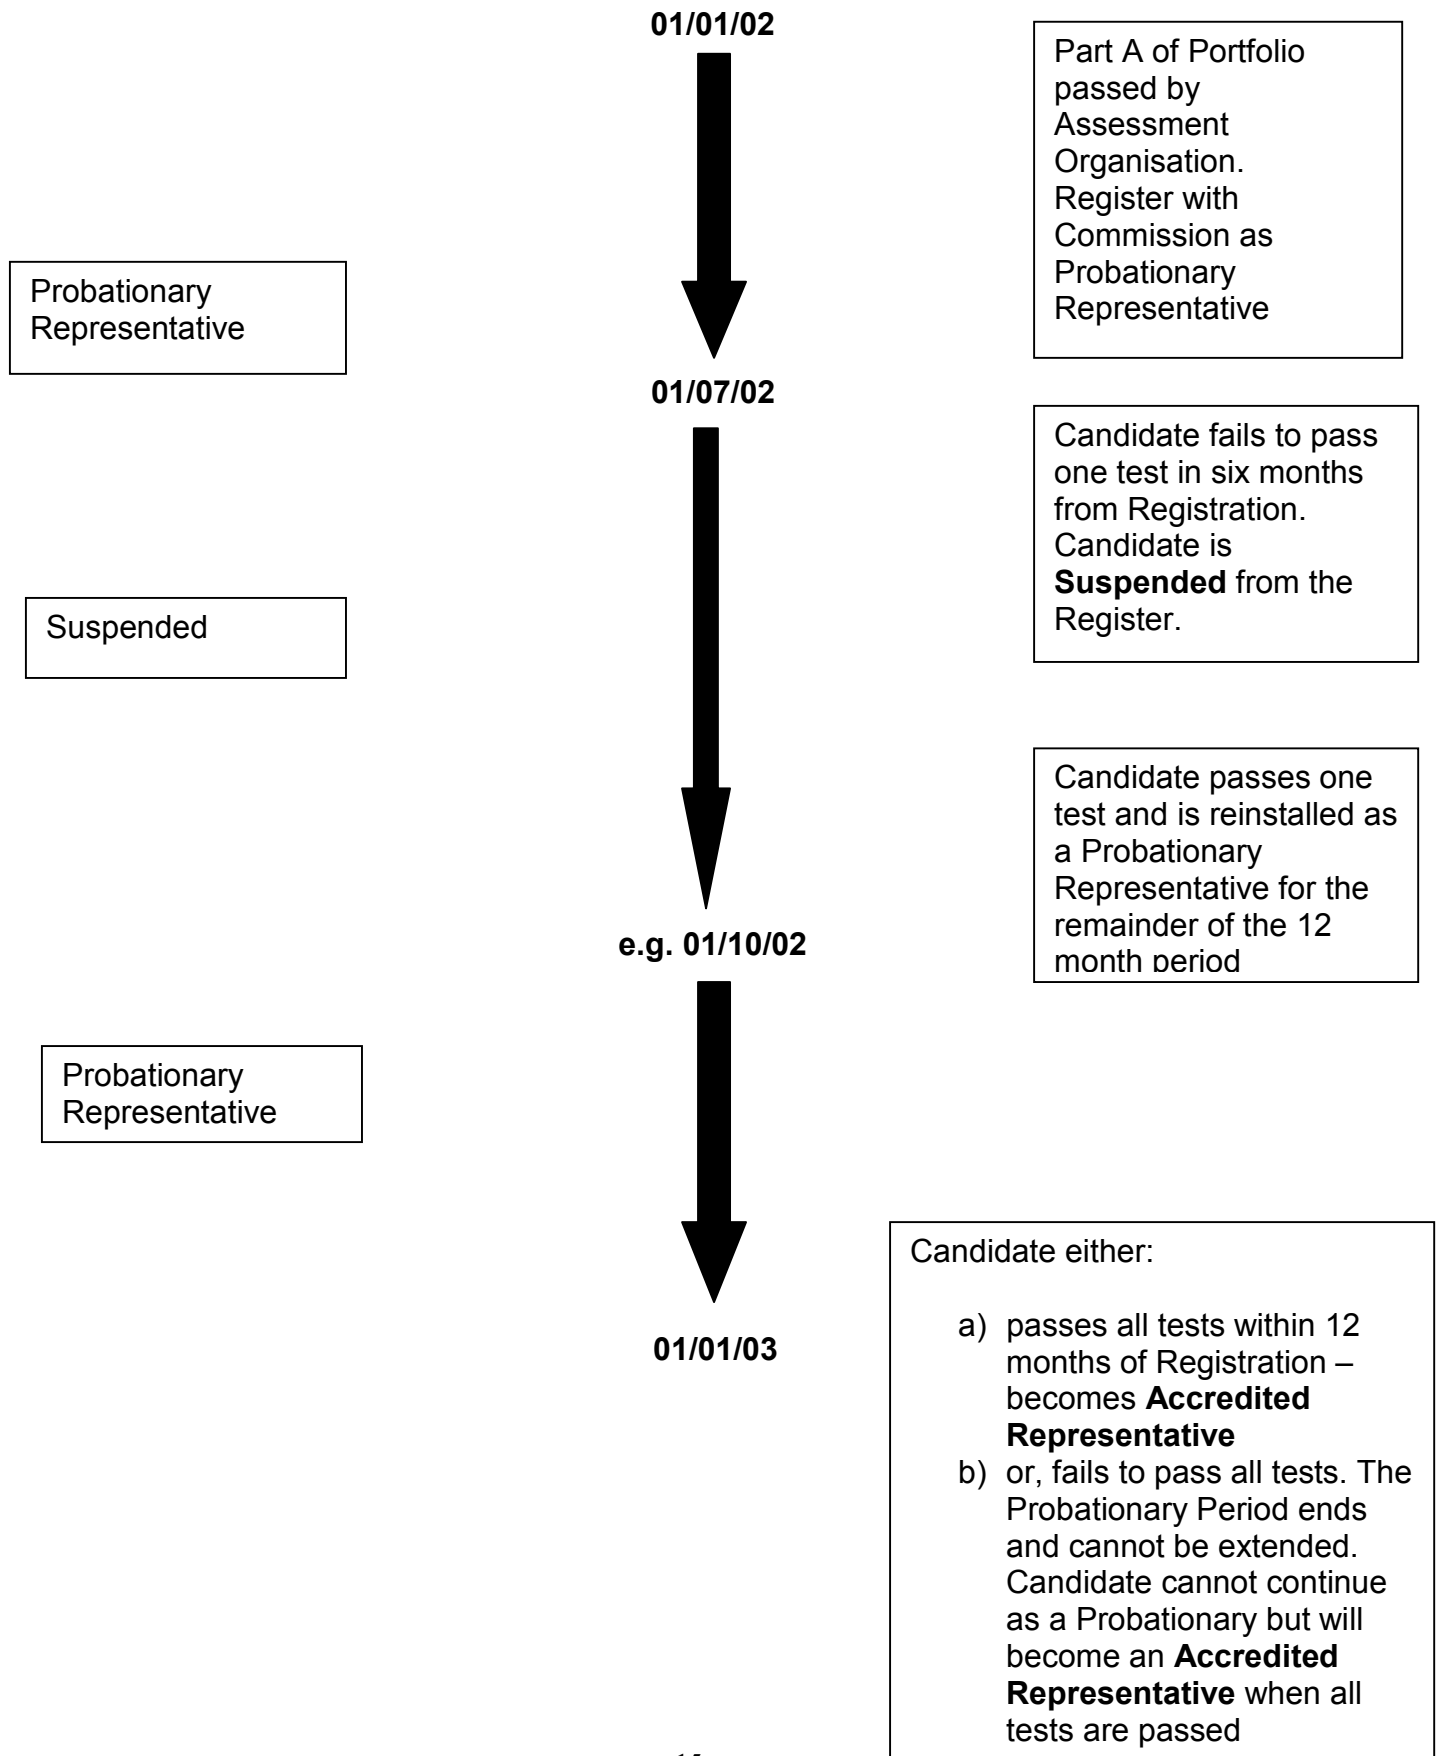 01/01/02
Part A of Portfolio
passed by
Assessment
Organisation.
Register with
Commission as
Probationary
Representative
Probationary
Representative
01/07/02
Candidate fails to pass
one test in six months
from Registration.
Candidate is
Suspended from the
Register.
Suspended
Candidate passes one
test and is reinstalled as
a Probationary
Representative for the
remainder of the 12
month period
e.g. 01/10/02
Probationary
Representative
01/01/03
Candidate either:
a) passes all tests within 12
months of Registration –
becomes Accredited
Representative
b) or, fails to pass all tests. The
Probationary Period ends
and cannot be extended.
Candidate cannot continue
as a Probationary but will
become an Accredited
Representative when all
tests are passed